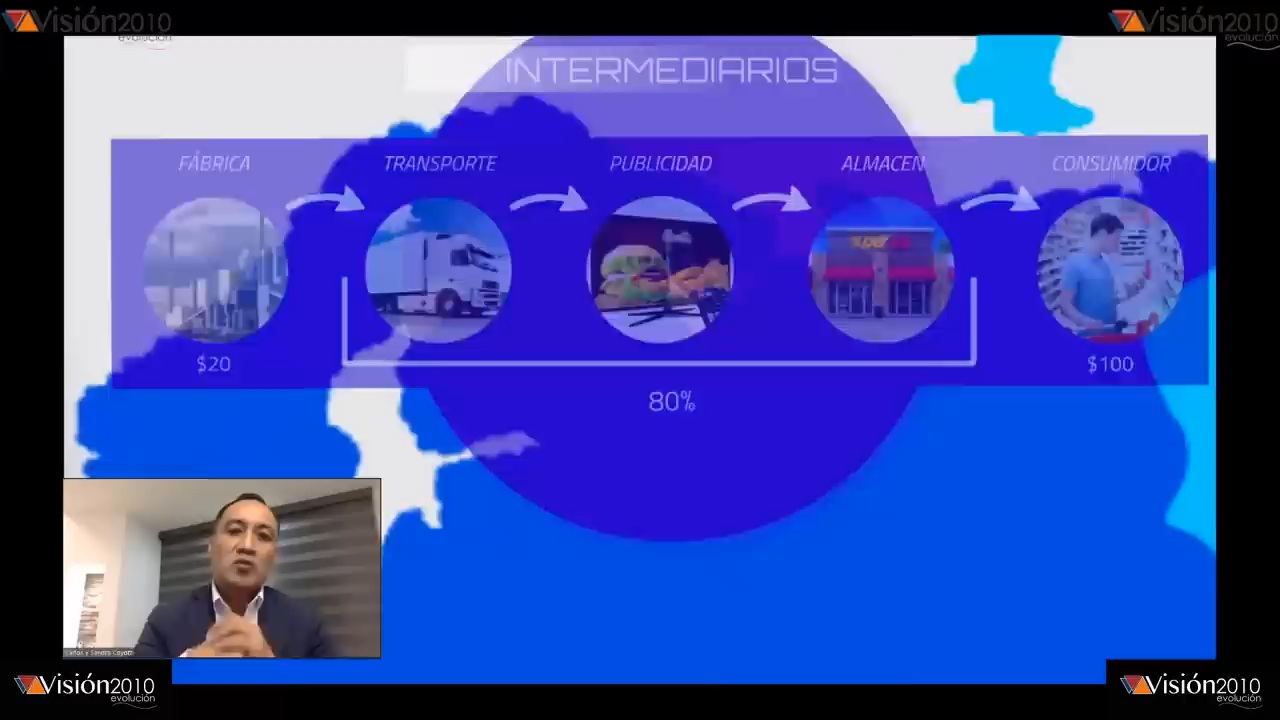 Visión2010
evolución
Visión2010
evolución
INTERMEDIARIOS
FÁBRICA
TRANSPORTE
PUBLICIDAD
ALMACEN
CONSUMIDOR
$20
$100
80%
Visión2010
evolución
Visión2010
evolución